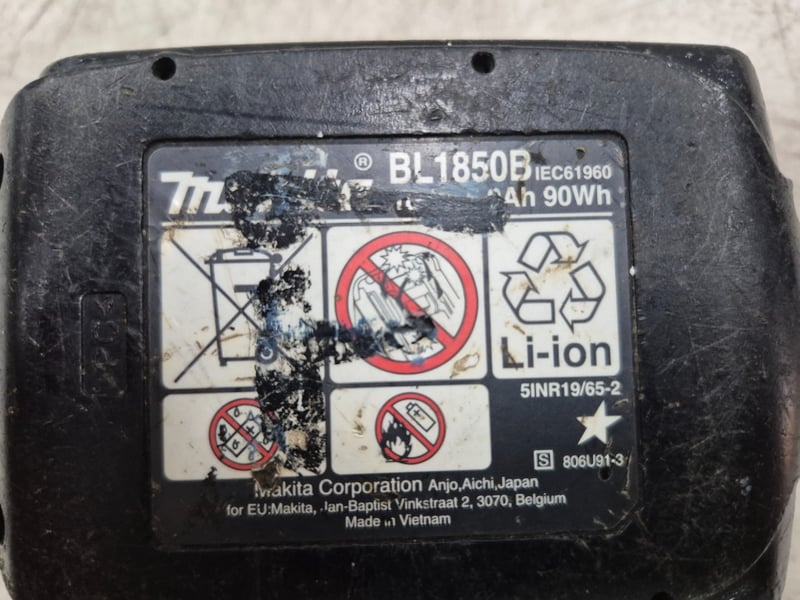 makita® BL1850B IEC61960
Ah 90Wh
Li-ion
5INR19/65-2
S 806U91-3
Makita Corporation Anjo,Aichi,Japan
for EU:Makita, Jan-Baptist Vinkstraat 2, 3070, Belgium
Made in Vietnam